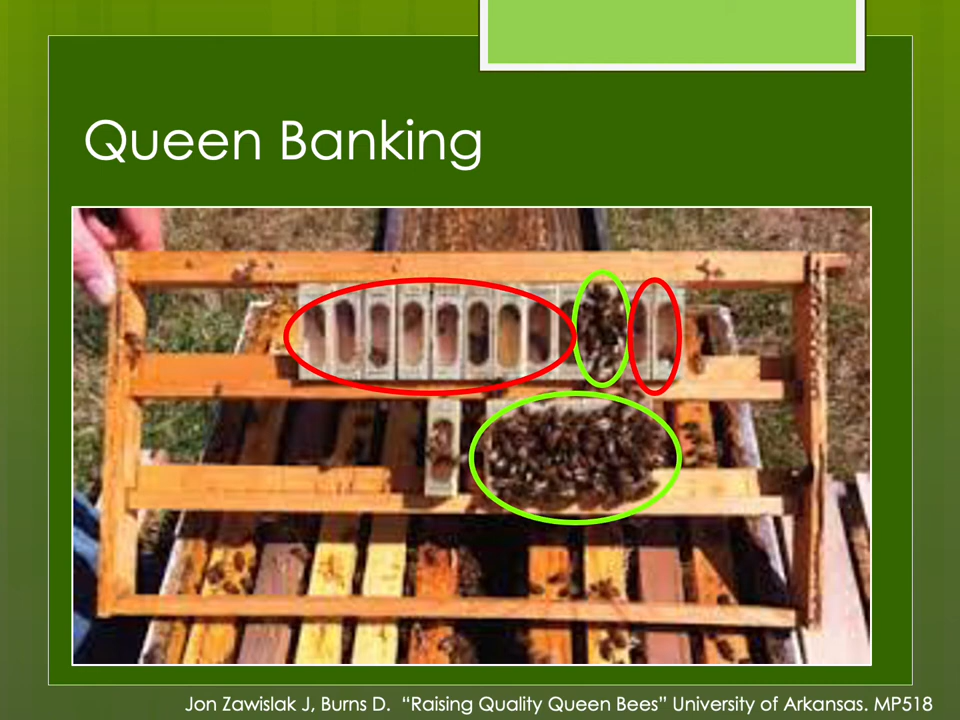 Queen Banking
Jon Zawislak J, Burns D.  “Raising Quality Queen Bees” University of Arkansas. MP518